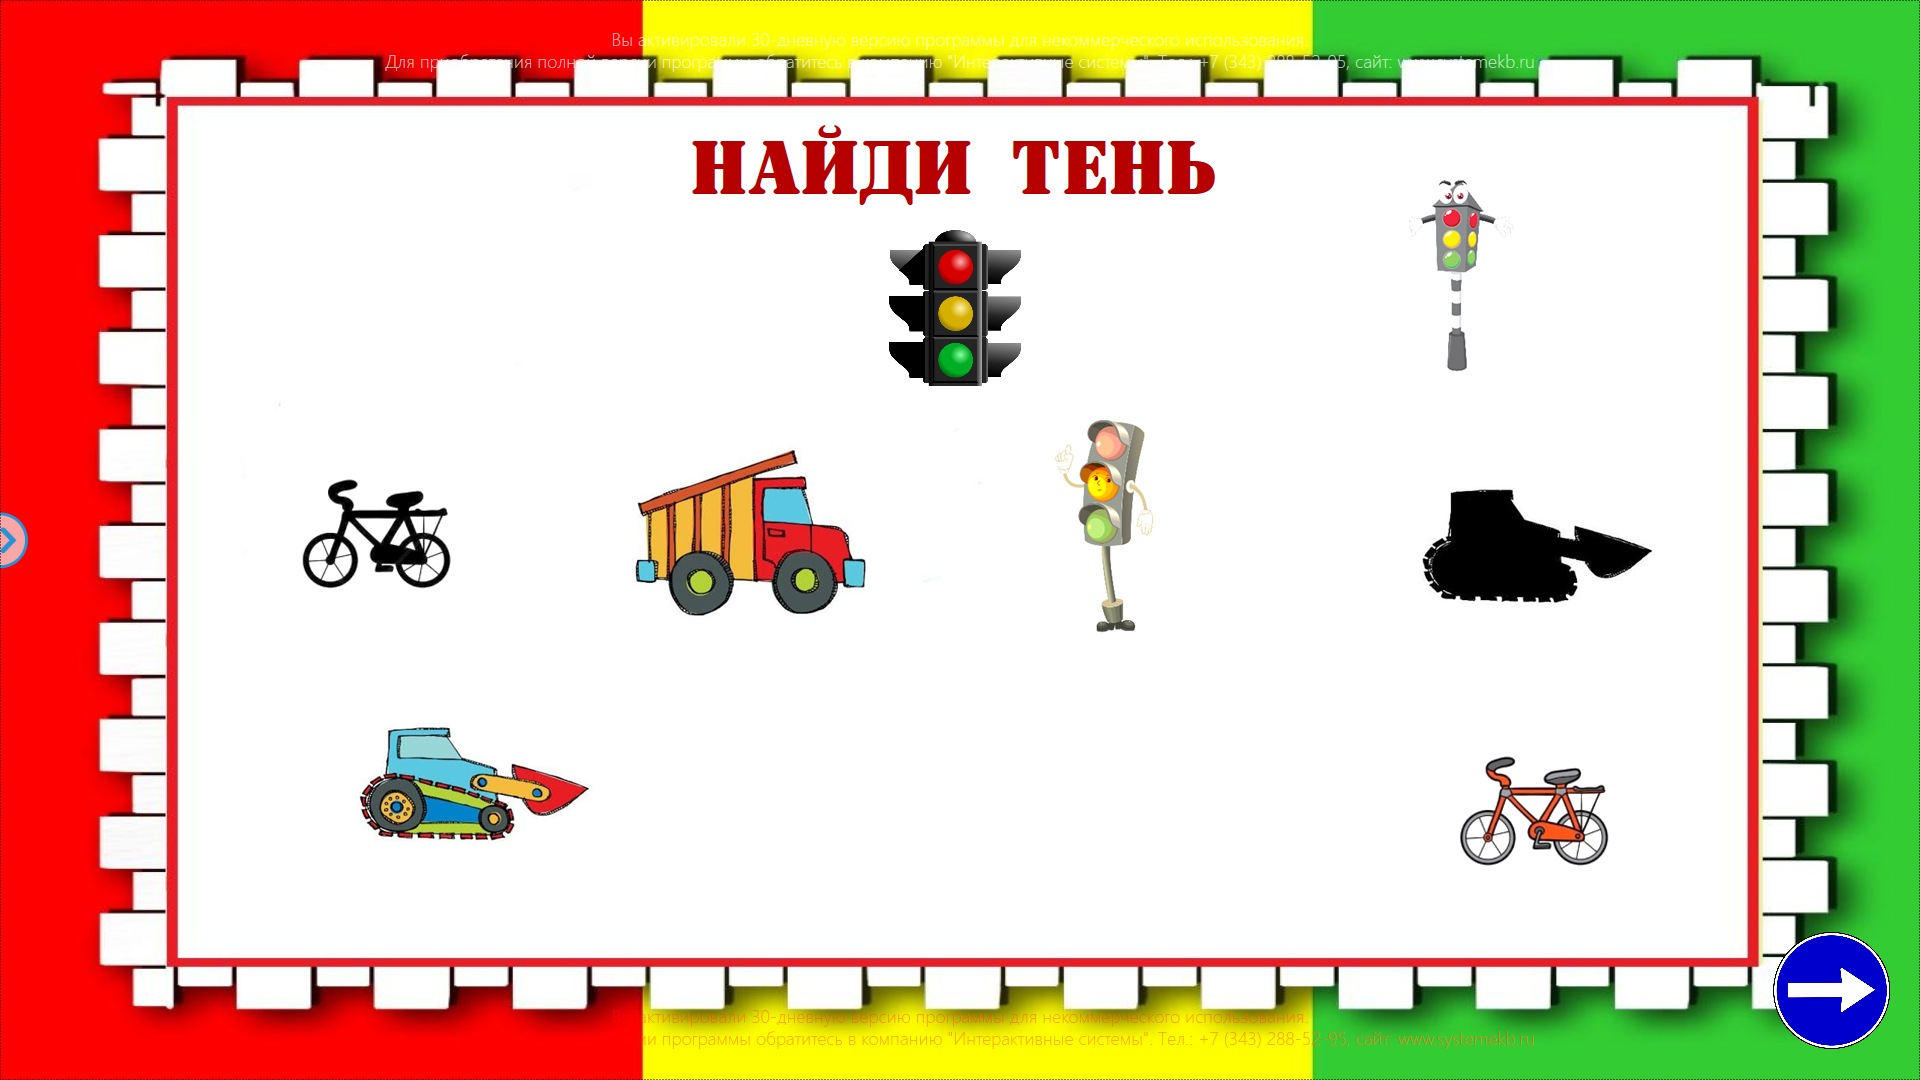 Вы активировали 30-дневную версию программы для некоммерческого использования.
Для приобретения полной версии программы обратитесь в компанию "Интерактивные системы". Тел.: +7 (343) 288-52-95, сайт: www.systemekb.ru
НАЙДИ ТЕНЬ
активировали 30-дневную версию программы для некоммерческого использования.
программы обратитесь в компанию "Интерактивные системы". Тел.: +7 (343) 288-52-95, сайт: www.systemekb.ru